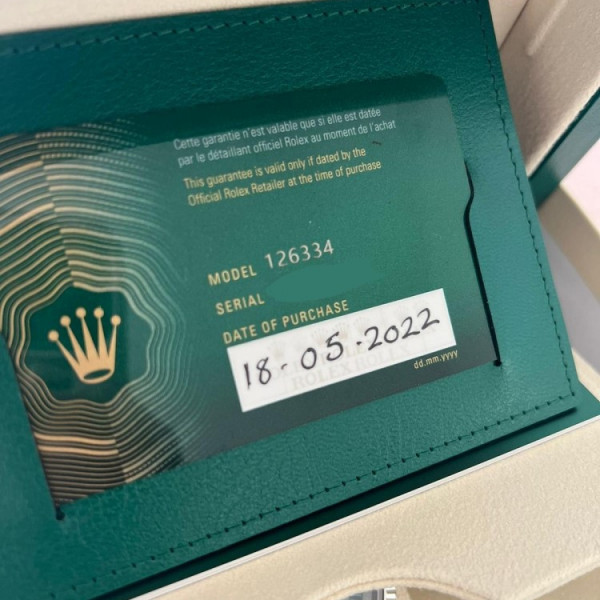 Cette garantie n'est valable que si elle est datée
par le détaillant officiel Rolex au moment de l'achat
This guarantee is valid only if dated by the
Official Rolex Retailer at the time of purchase
MODEL 126334
SERIAL
DATE OF PURCHASE
18-05-2022
ROLEX ROLEX
dd.mm.yyyy